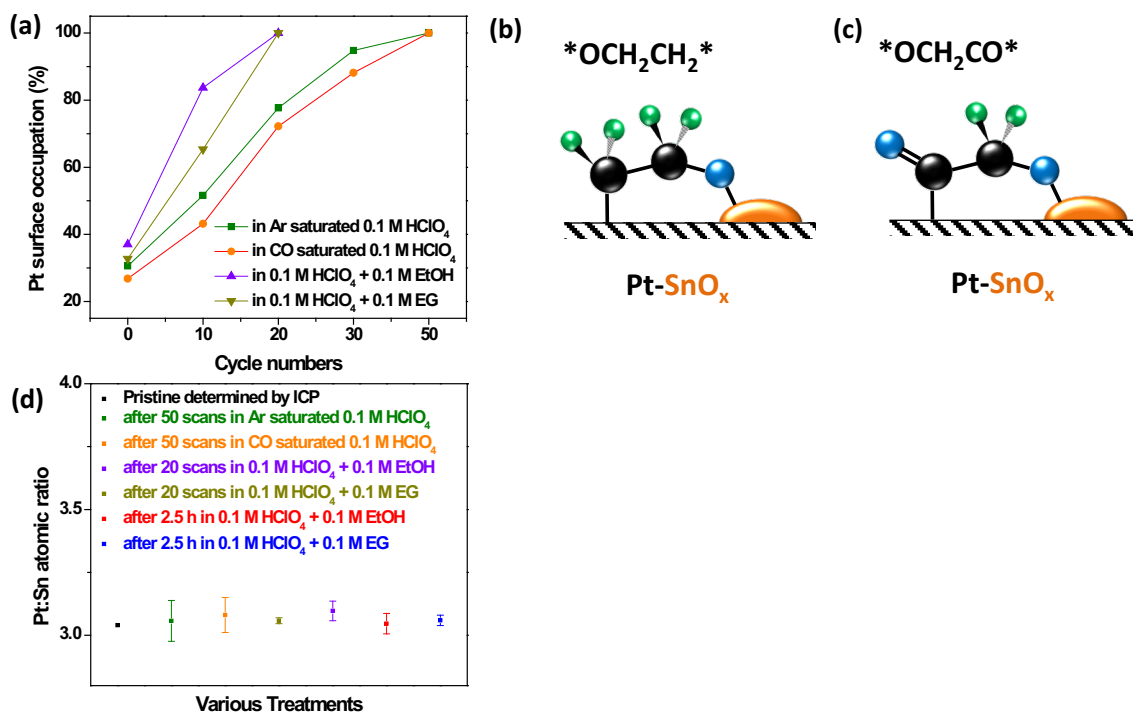 (a)
Pt surface occupation (%)
100
80
60
40
20
in Ar saturated 0.1 M HClO₄
in CO saturated 0.1 M HClO₄
in 0.1 M HClO₄ + 0.1 M EtOH
in 0.1 M HClO₄ + 0.1 M EG
0 10 20 30 50
Cycle numbers
(b)
*OCH₂CH₂*
Pt-SnOₓ
(c)
*OCH₂CO*
Pt-SnOₓ
(d)
Pt:Sn atomic ratio
4.0
3.5
3.0
Pristine determined by ICP
after 50 scans in Ar saturated 0.1 M HClO₄
after 50 scans in CO saturated 0.1 M HClO₄
after 20 scans in 0.1 M HClO₄ + 0.1 M EtOH
after 20 scans in 0.1 M HClO₄ + 0.1 M EG
after 2.5 h in 0.1 M HClO₄ + 0.1 M EtOH
after 2.5 h in 0.1 M HClO₄ + 0.1 M EG
Various Treatments